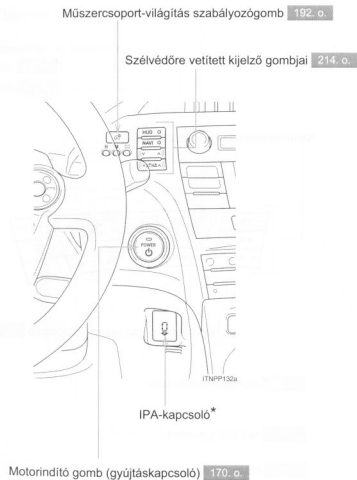 Műszercsoport-világítás szabályozógomb 192. o.
Szélvédőre vetített kijelző gombjai 214. o.
HUD
NAVI
POWER
ITNPP132a
IPA-kapcsoló*
Motorindító gomb (gyújtáskapcsoló) 170. o.